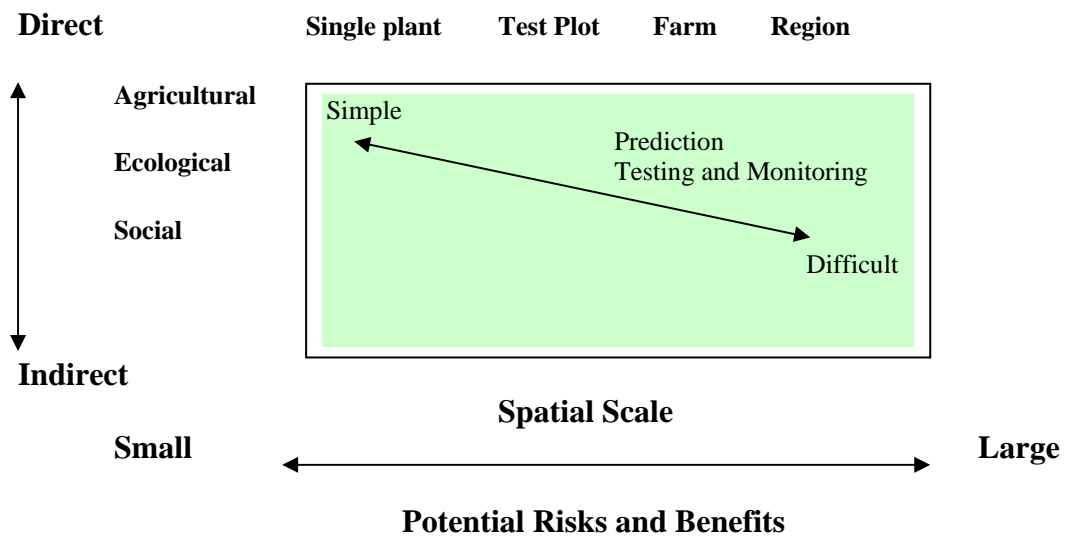 Direct Single plant Test Plot Farm Region
Agricultural
Simple
Prediction
Ecological
Testing and Monitoring
Social
Difficult
Indirect
Spatial Scale
Small Large
Potential Risks and Benefits